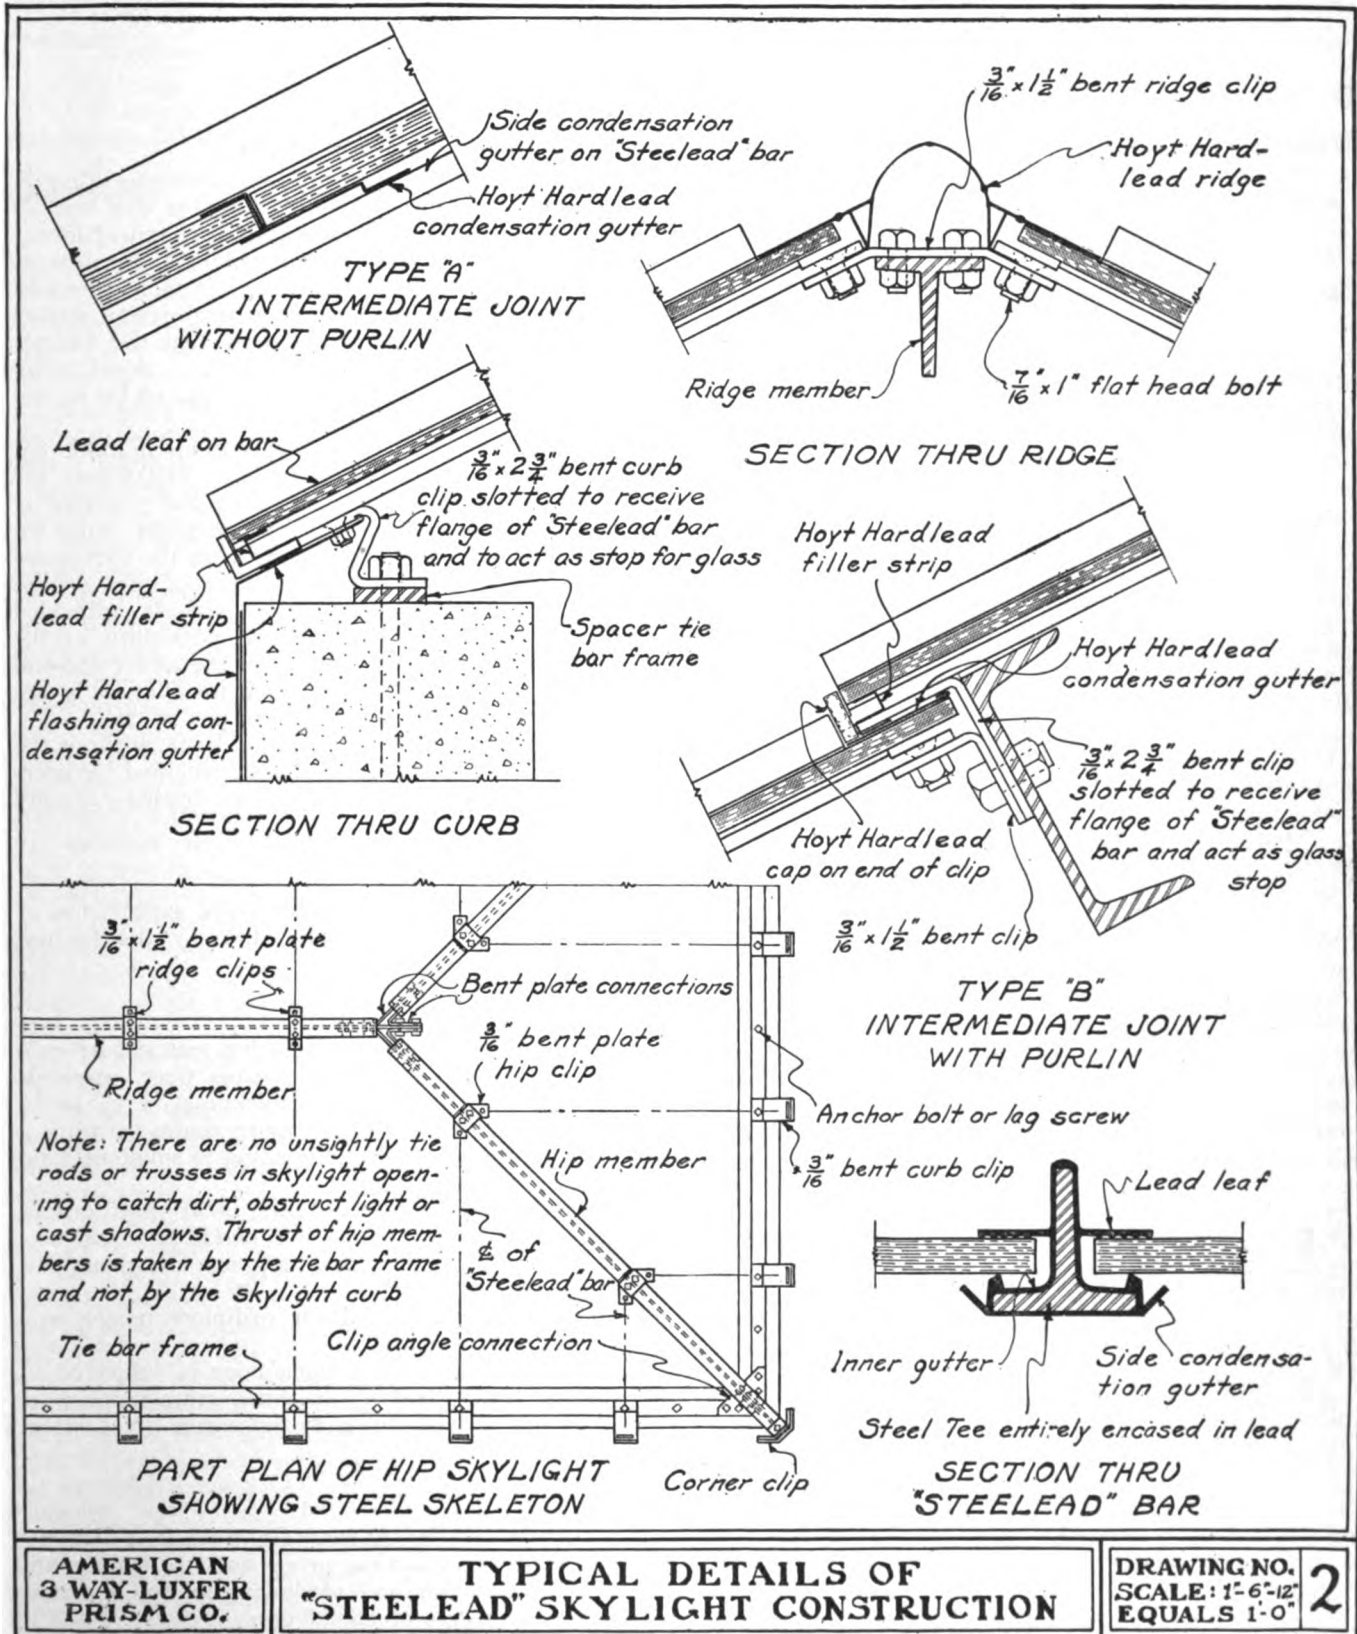 Side condensation
gutter on "Steelead" bar
Hoyt Hardlead
condensation gutter
TYPE "A"
INTERMEDIATE JOINT
WITHOUT PURLIN
3/16" x 1 1/2" bent ridge clip
Hoyt Hard-
lead ridge
Ridge member
7/16" x 1" flat head bolt
SECTION THRU RIDGE
Lead leaf on bar
3/16" x 2 3/4" bent curb
clip slotted to receive
flange of "Steelead" bar
and to act as stop for glass
Hoyt Hard-
lead filler strip
Spacer tie
bar frame
Hoyt Hardlead
flashing and con-
densation gutter
SECTION THRU CURB
Hoyt Hardlead
filler strip
Hoyt Hardlead
condensation gutter
3/16" x 2 3/4" bent clip
slotted to receive
flange of "Steelead"
bar and act as glass
stop
Hoyt Hardlead
cap on end of clip
3/16" x 1 1/2" bent clip
TYPE "B"
INTERMEDIATE JOINT
WITH PURLIN
3/16" x 1 1/2" bent plate
ridge clips
Bent plate connections
3/16" bent plate
hip clip
Ridge member
Anchor bolt or lag screw
3/16" bent curb clip
Note: There are no unsightly tie
rods or trusses in skylight open-
ing to catch dirt, obstruct light or
cast shadows. Thrust of hip mem-
bers is taken by the tie bar frame
and not by the skylight curb
Hip member
℄ of
"Steelead" bar
Tie bar frame
Clip angle connection
Corner clip
PART PLAN OF HIP SKYLIGHT
SHOWING STEEL SKELETON
Lead leaf
Inner gutter
Side condensa-
tion gutter
Steel Tee entirely encased in lead
SECTION THRU
"STEELEAD" BAR
AMERICAN
3 WAY-LUXFER
PRISM CO.
TYPICAL DETAILS OF
"STEELEAD" SKYLIGHT CONSTRUCTION
DRAWING NO.
SCALE: 1"-6"-12"
EQUALS 1'-0"
2